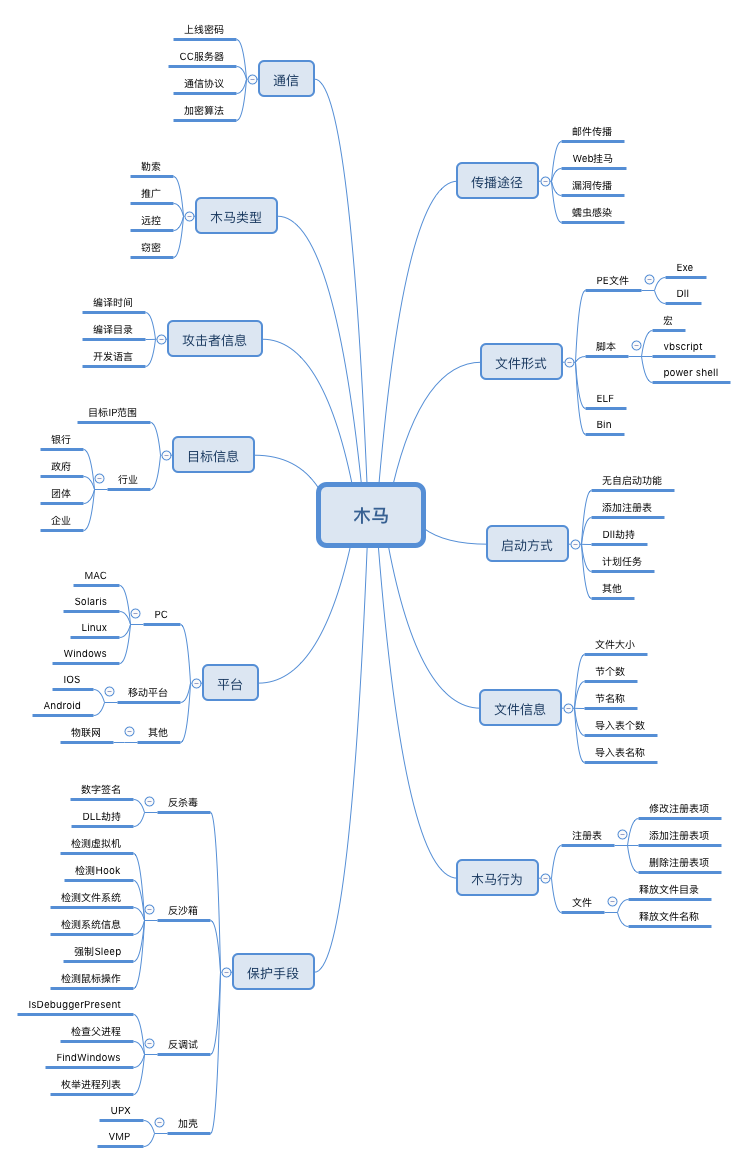 木马
通信
上线密码
CC服务器
通信协议
加密算法
木马类型
勒索
推广
远控
窃密
攻击者信息
编译时间
编译目录
开发语言
目标信息
目标IP范围
行业
银行
政府
团体
企业
平台
PC
MAC
Solaris
Linux
Windows
移动平台
IOS
Android
其他
物联网
保护手段
反杀毒
数字签名
DLL劫持
反沙箱
检测虚拟机
检测Hook
检测文件系统
检测系统信息
强制Sleep
检测鼠标操作
反调试
IsDebuggerPresent
检查父进程
FindWindows
枚举进程列表
加壳
UPX
VMP
传播途径
邮件传播
Web挂马
漏洞传播
蠕虫感染
文件形式
PE文件
Exe
Dll
脚本
宏
vbscript
power shell
ELF
Bin
启动方式
无自启动功能
添加注册表
Dll劫持
计划任务
其他
文件信息
文件大小
节个数
节名称
导入表个数
导入表名称
木马行为
注册表
修改注册表项
添加注册表项
删除注册表项
文件
释放文件目录
释放文件名称